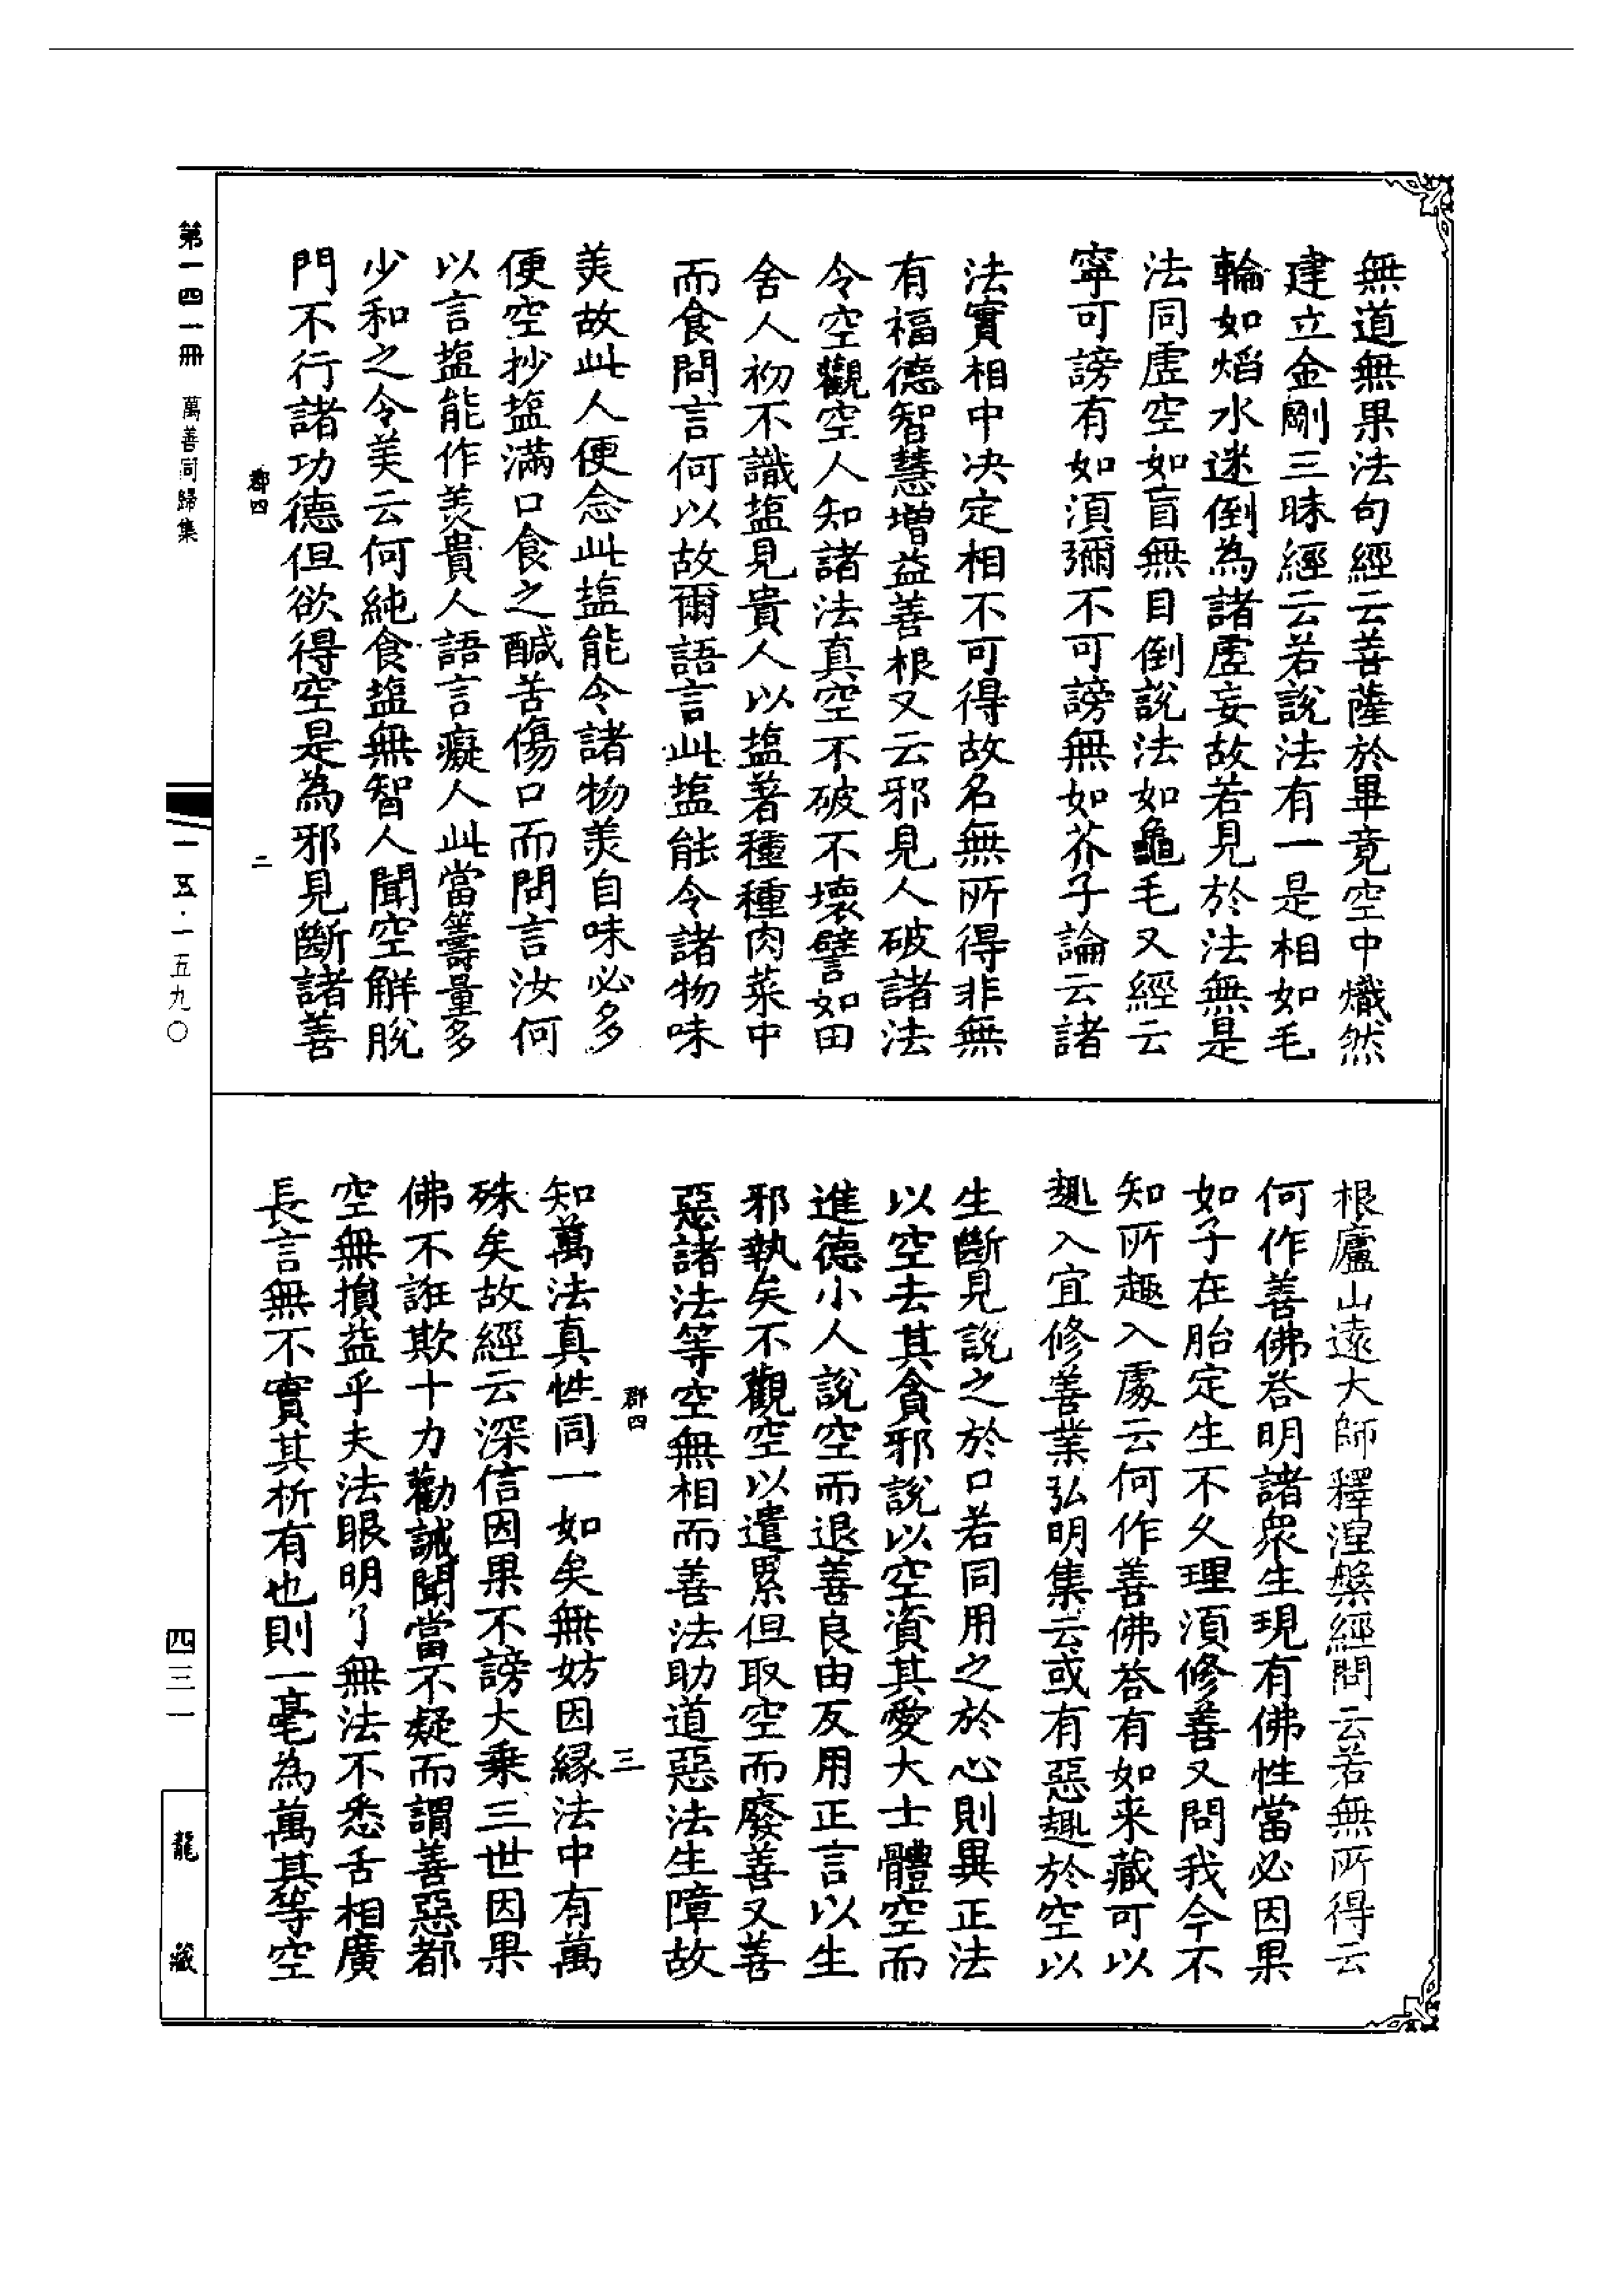 無道無果法句經云菩薩於畢竟空中熾然
建立金剛三昧經云若說法有一是相如毛
輪如熖水迷倒為諸虛妄故若見於法無是
法同虛空如盲無目倒說法如龜毛又經云
寧可謗有如須彌不可謗無如芥子論云諸
法實相中决定相不可得故名無所得非無
有福德智慧增益善根又云邪見人破諸法
令空觀空人知諸法真空不破不壞譬如田
舍人初不識塩見貴人以塩著種種肉菜中
而食問言何以故爾語言此塩能令諸物味
美故此人便念此塩能令諸物美自味必多
便空抄塩滿口食之醎苦傷口而問言汝何
以言塩能作美貴人語言癡人此當籌量多
少和之令美云何純食塩無智人聞空解脫
門不行諸功德但欲得空是為邪見斷諸善
郡四 二
根廬山遠大師釋涅槃經問云若無所得云
何作善佛荅明諸衆生現有佛性當必因果
如子在胎定生不久理須修善又問我今不
知所趣入處云何作善佛荅有如来藏可以
趣入宜修善業弘明集云或有惡趣於空以
生斷見說之於口若同用之於心則異正法
以空去其貪邪說以空資其愛大士體空而
進德小人說空而退善良由反用正言以生
邪執矣不觀空以遣累但取空而廢善又善
惡諸法等空無相而善法助道惡法生障故
郡四 三
知萬法真性同一如矣無妨因縁法中有萬
殊矣故經云深信因果不謗大乗三世因果
佛不誑欺十力勸誡聞當不疑而謂善惡都
空無損益乎夫法眼明了無法不悉舌相廣
長言無不實其析有也則一毫為萬其等空
第一四一冊 萬善同歸集
一一五·一五九〇
四三一
龍藏